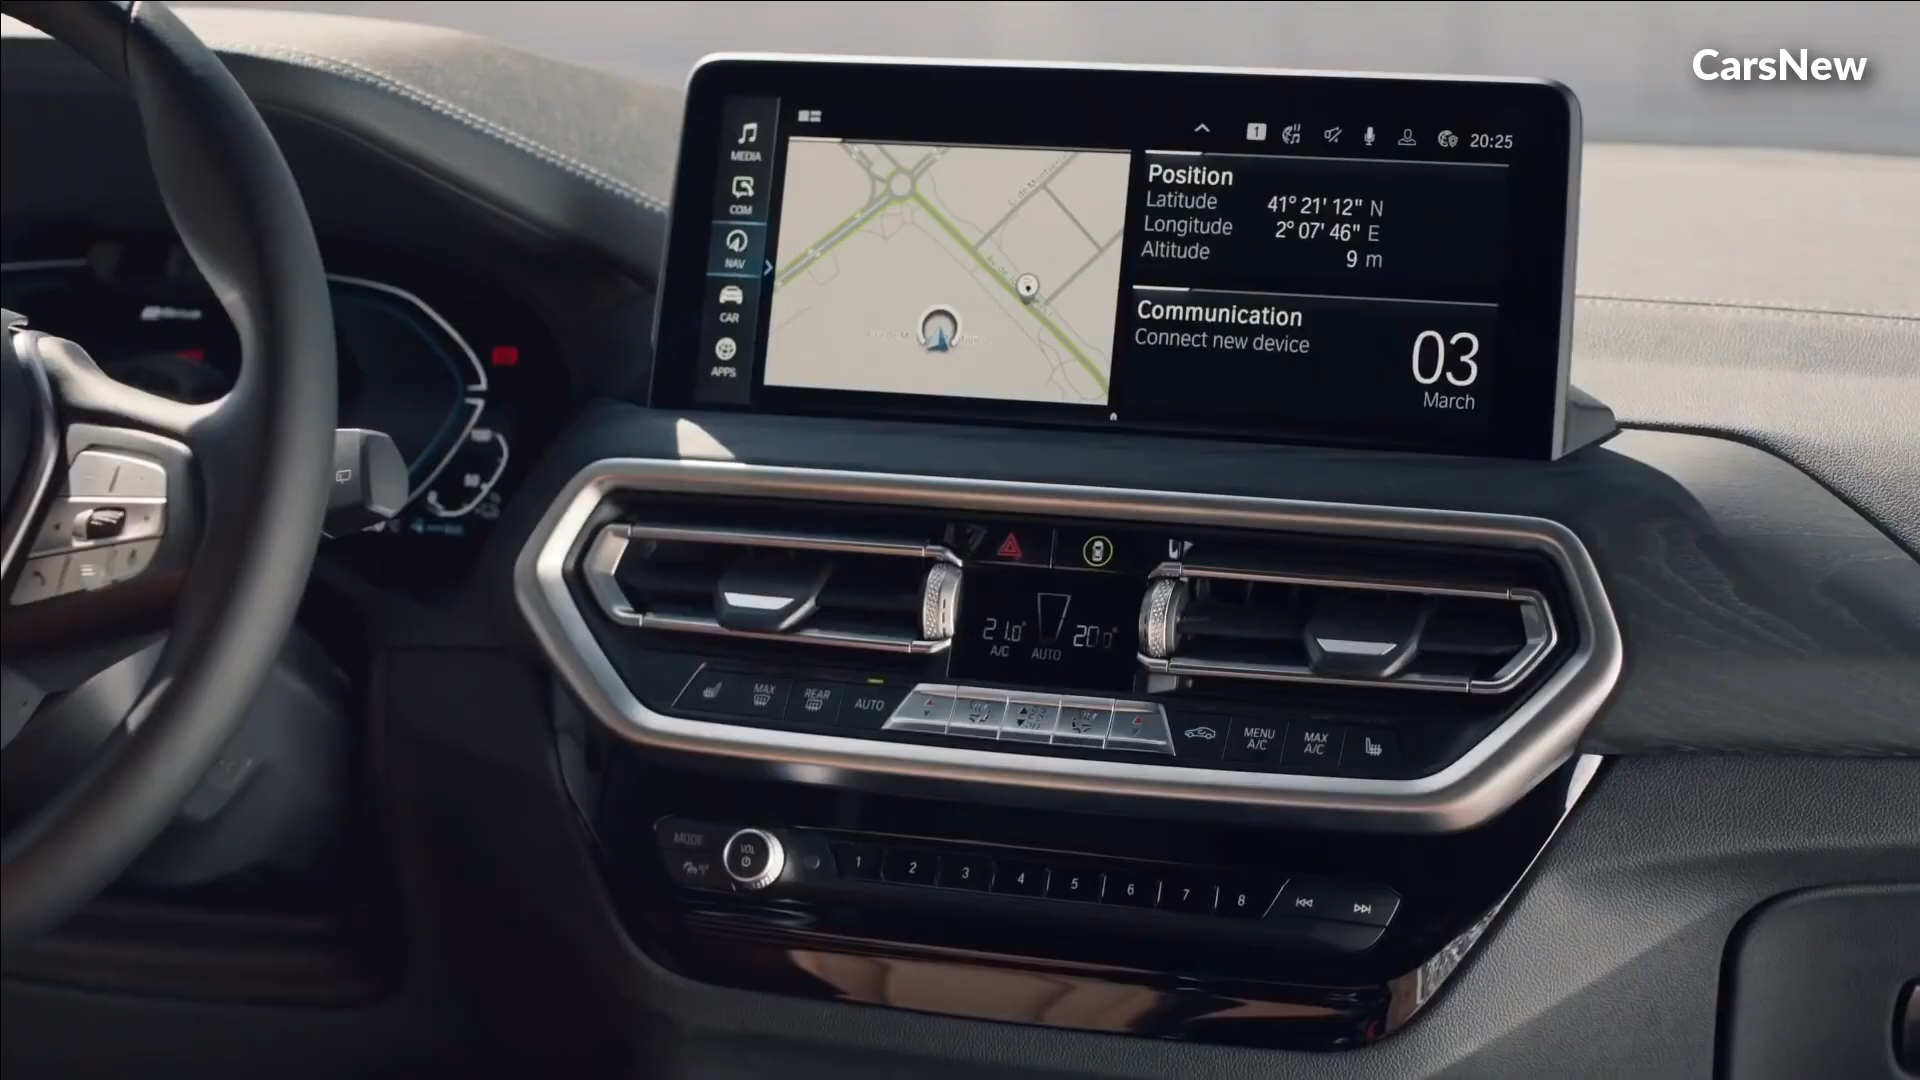 CarsNew
MEDIA
COM
NAV
CAR
APPS
1
20:25
Position
Latitude 41° 21' 12" N
Longitude 2° 07' 46" E
Altitude 9 m
Communication
Connect new device
03
March
21.0° 20.0°
A/C AUTO
MAX
REAR
AUTO
MENU A/C
MAX A/C
MODE
VOL
1 2 3 4 5 6 7 8